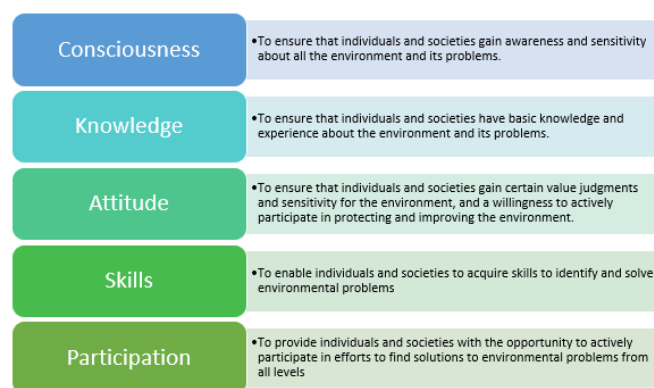 Consciousness
•To ensure that individuals and societies gain awareness and sensitivity
about all the environment and its problems.
Knowledge
•To ensure that individuals and societies have basic knowledge and
experience about the environment and its problems.
Attitude
•To ensure that individuals and societies gain certain value judgments
and sensitivity for the environment, and a willingness to actively
participate in protecting and improving the environment.
Skills
•To enable individuals and societies to acquire skills to identify and solve
environmental problems
Participation
•To provide individuals and societies with the opportunity to actively
participate in efforts to find solutions to environmental problems from
all levels